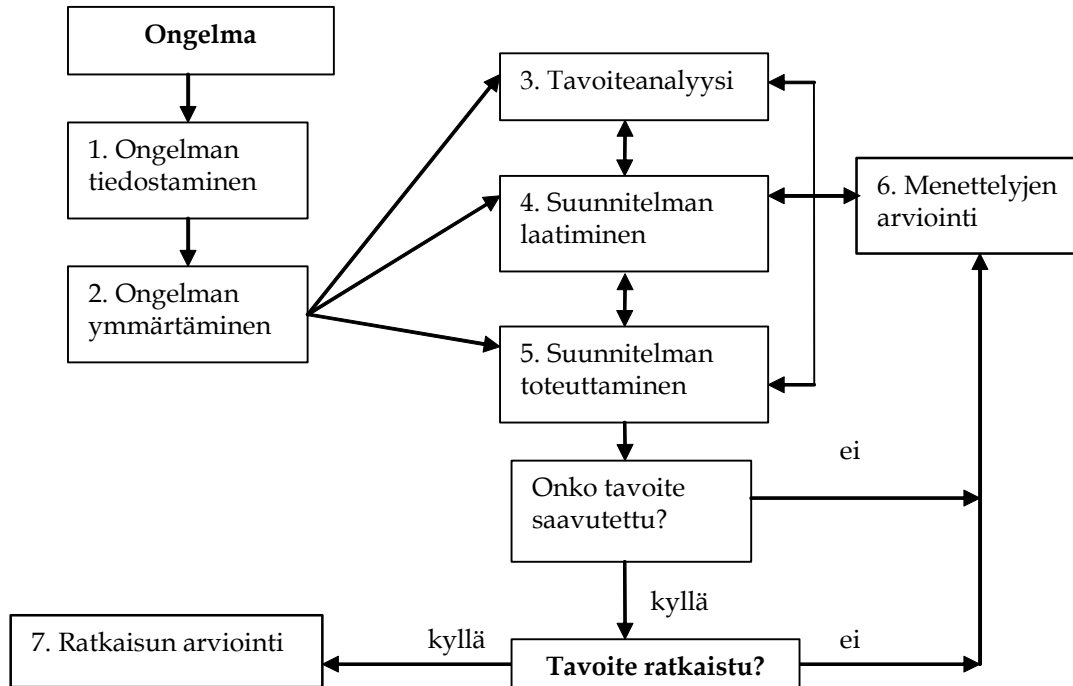 Ongelma
1. Ongelman
tiedostaminen
2. Ongelman
ymmärtäminen
3. Tavoiteanalyysi
4. Suunnitelman
laatiminen
5. Suunnitelman
toteuttaminen
6. Menettelyjen
arviointi
Onko tavoite
saavutettu?
ei
kyllä
Tavoite ratkaistu?
ei
kyllä
7. Ratkaisun arviointi